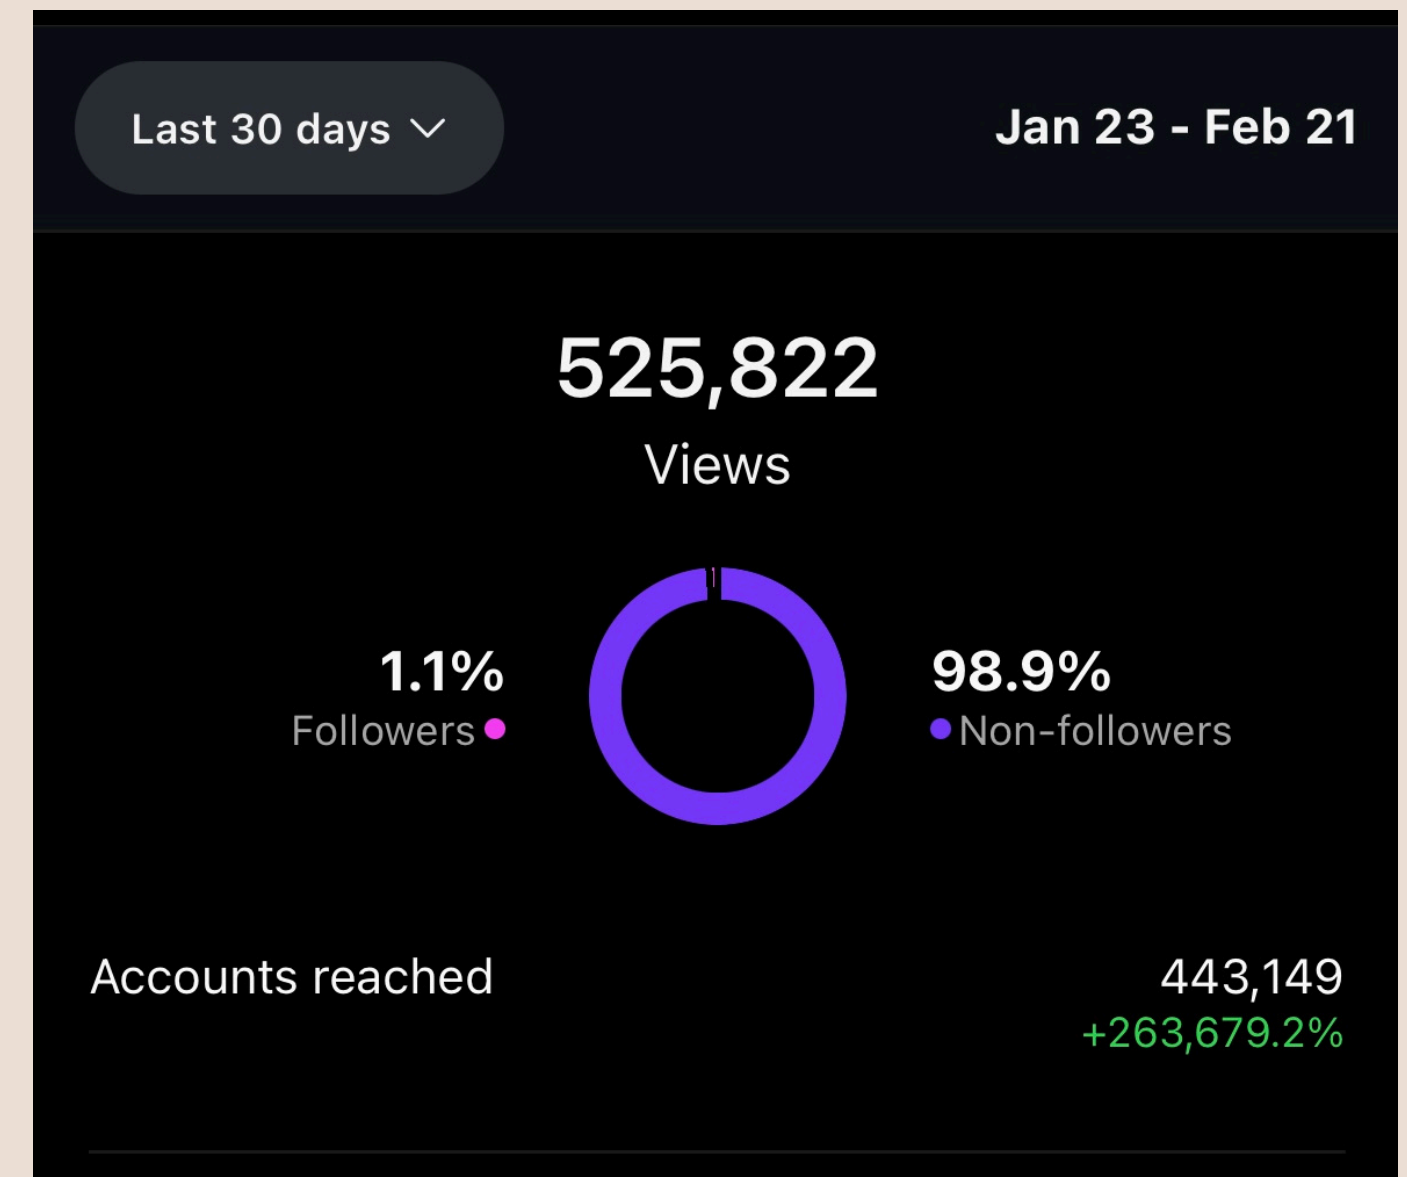 Last 30 days
Jan 23 - Feb 21
525,822
Views
1.1%
Followers
98.9%
Non-followers
Accounts reached
443,149
+263,679.2%